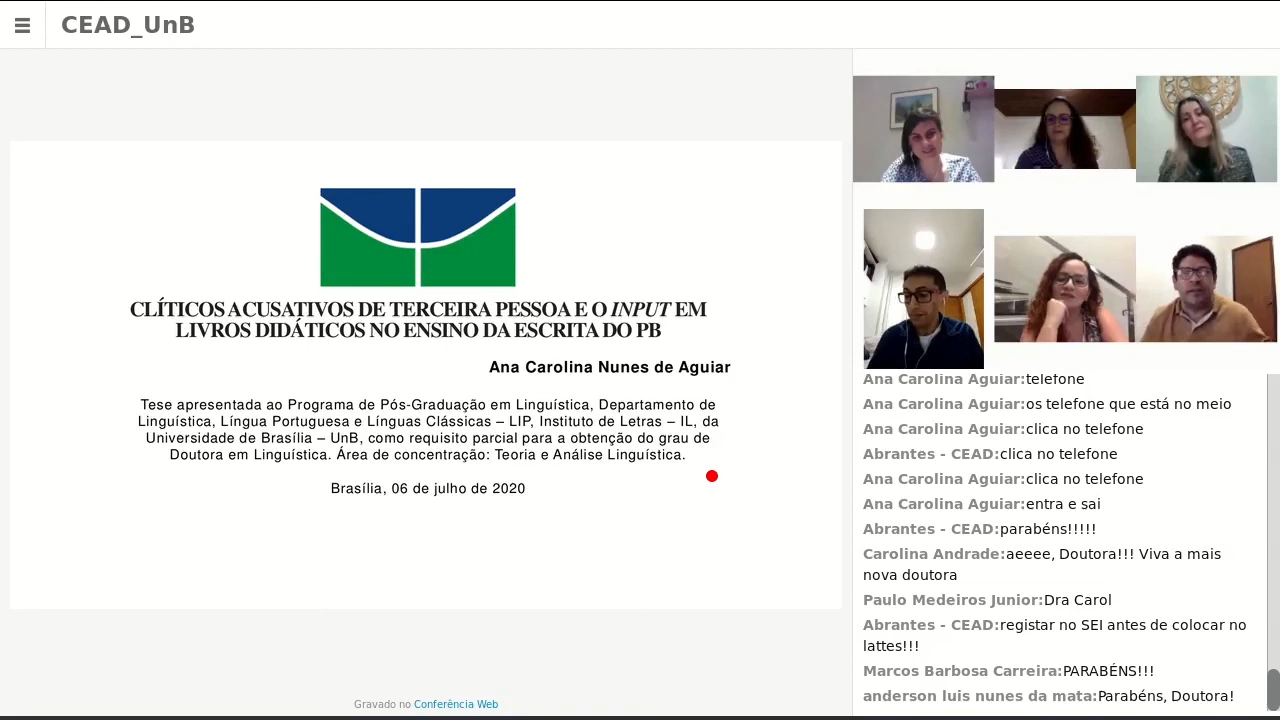 CEAD_UnB
CLÍTICOS ACUSATIVOS DE TERCEIRA PESSOA E O INPUT EM
LIVROS DIDÁTICOS NO ENSINO DA ESCRITA DO PB
Ana Carolina Nunes de Aguiar
Tese apresentada ao Programa de Pós-Graduação em Linguística, Departamento de
Linguística, Língua Portuguesa e Línguas Clássicas – LIP, Instituto de Letras – IL, da
Universidade de Brasília – UnB, como requisito parcial para a obtenção do grau de
Doutora em Linguística. Área de concentração: Teoria e Análise Linguística.
Brasília, 06 de julho de 2020
Gravado no Conferência Web
Ana Carolina Aguiar:telefone
Ana Carolina Aguiar:os telefone que está no meio
Ana Carolina Aguiar:clica no telefone
Abrantes - CEAD:clica no telefone
Ana Carolina Aguiar:clica no telefone
Ana Carolina Aguiar:entra e sai
Abrantes - CEAD:parabéns!!!!!
Carolina Andrade:aeeee, Doutora!!! Viva a mais
nova doutora
Paulo Medeiros Junior:Dra Carol
Abrantes - CEAD:registar no SEI antes de colocar no
lattes!!!
Marcos Barbosa Carreira:PARABÉNS!!!
anderson luis nunes da mata:Parabéns, Doutora!